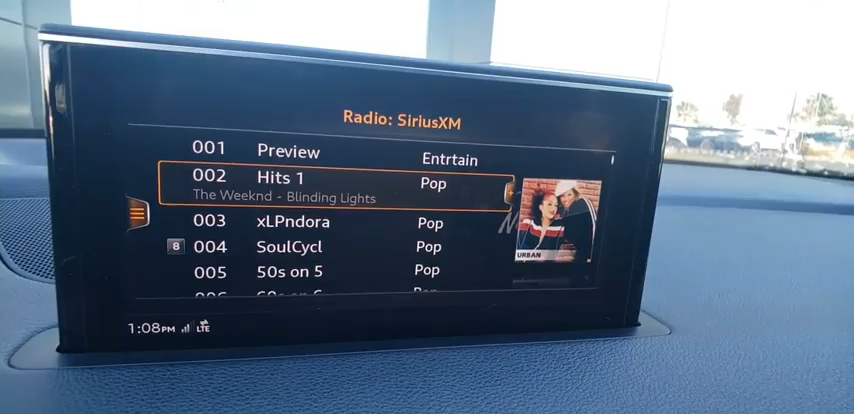 Radio: SiriusXM
001 Preview Entrtain
002 Hits 1 Pop
The Weeknd - Blinding Lights
003 xLPndora Pop
8 004 SoulCycl Pop
URBAN
005 50s on 5 Pop
1:08PM LTE